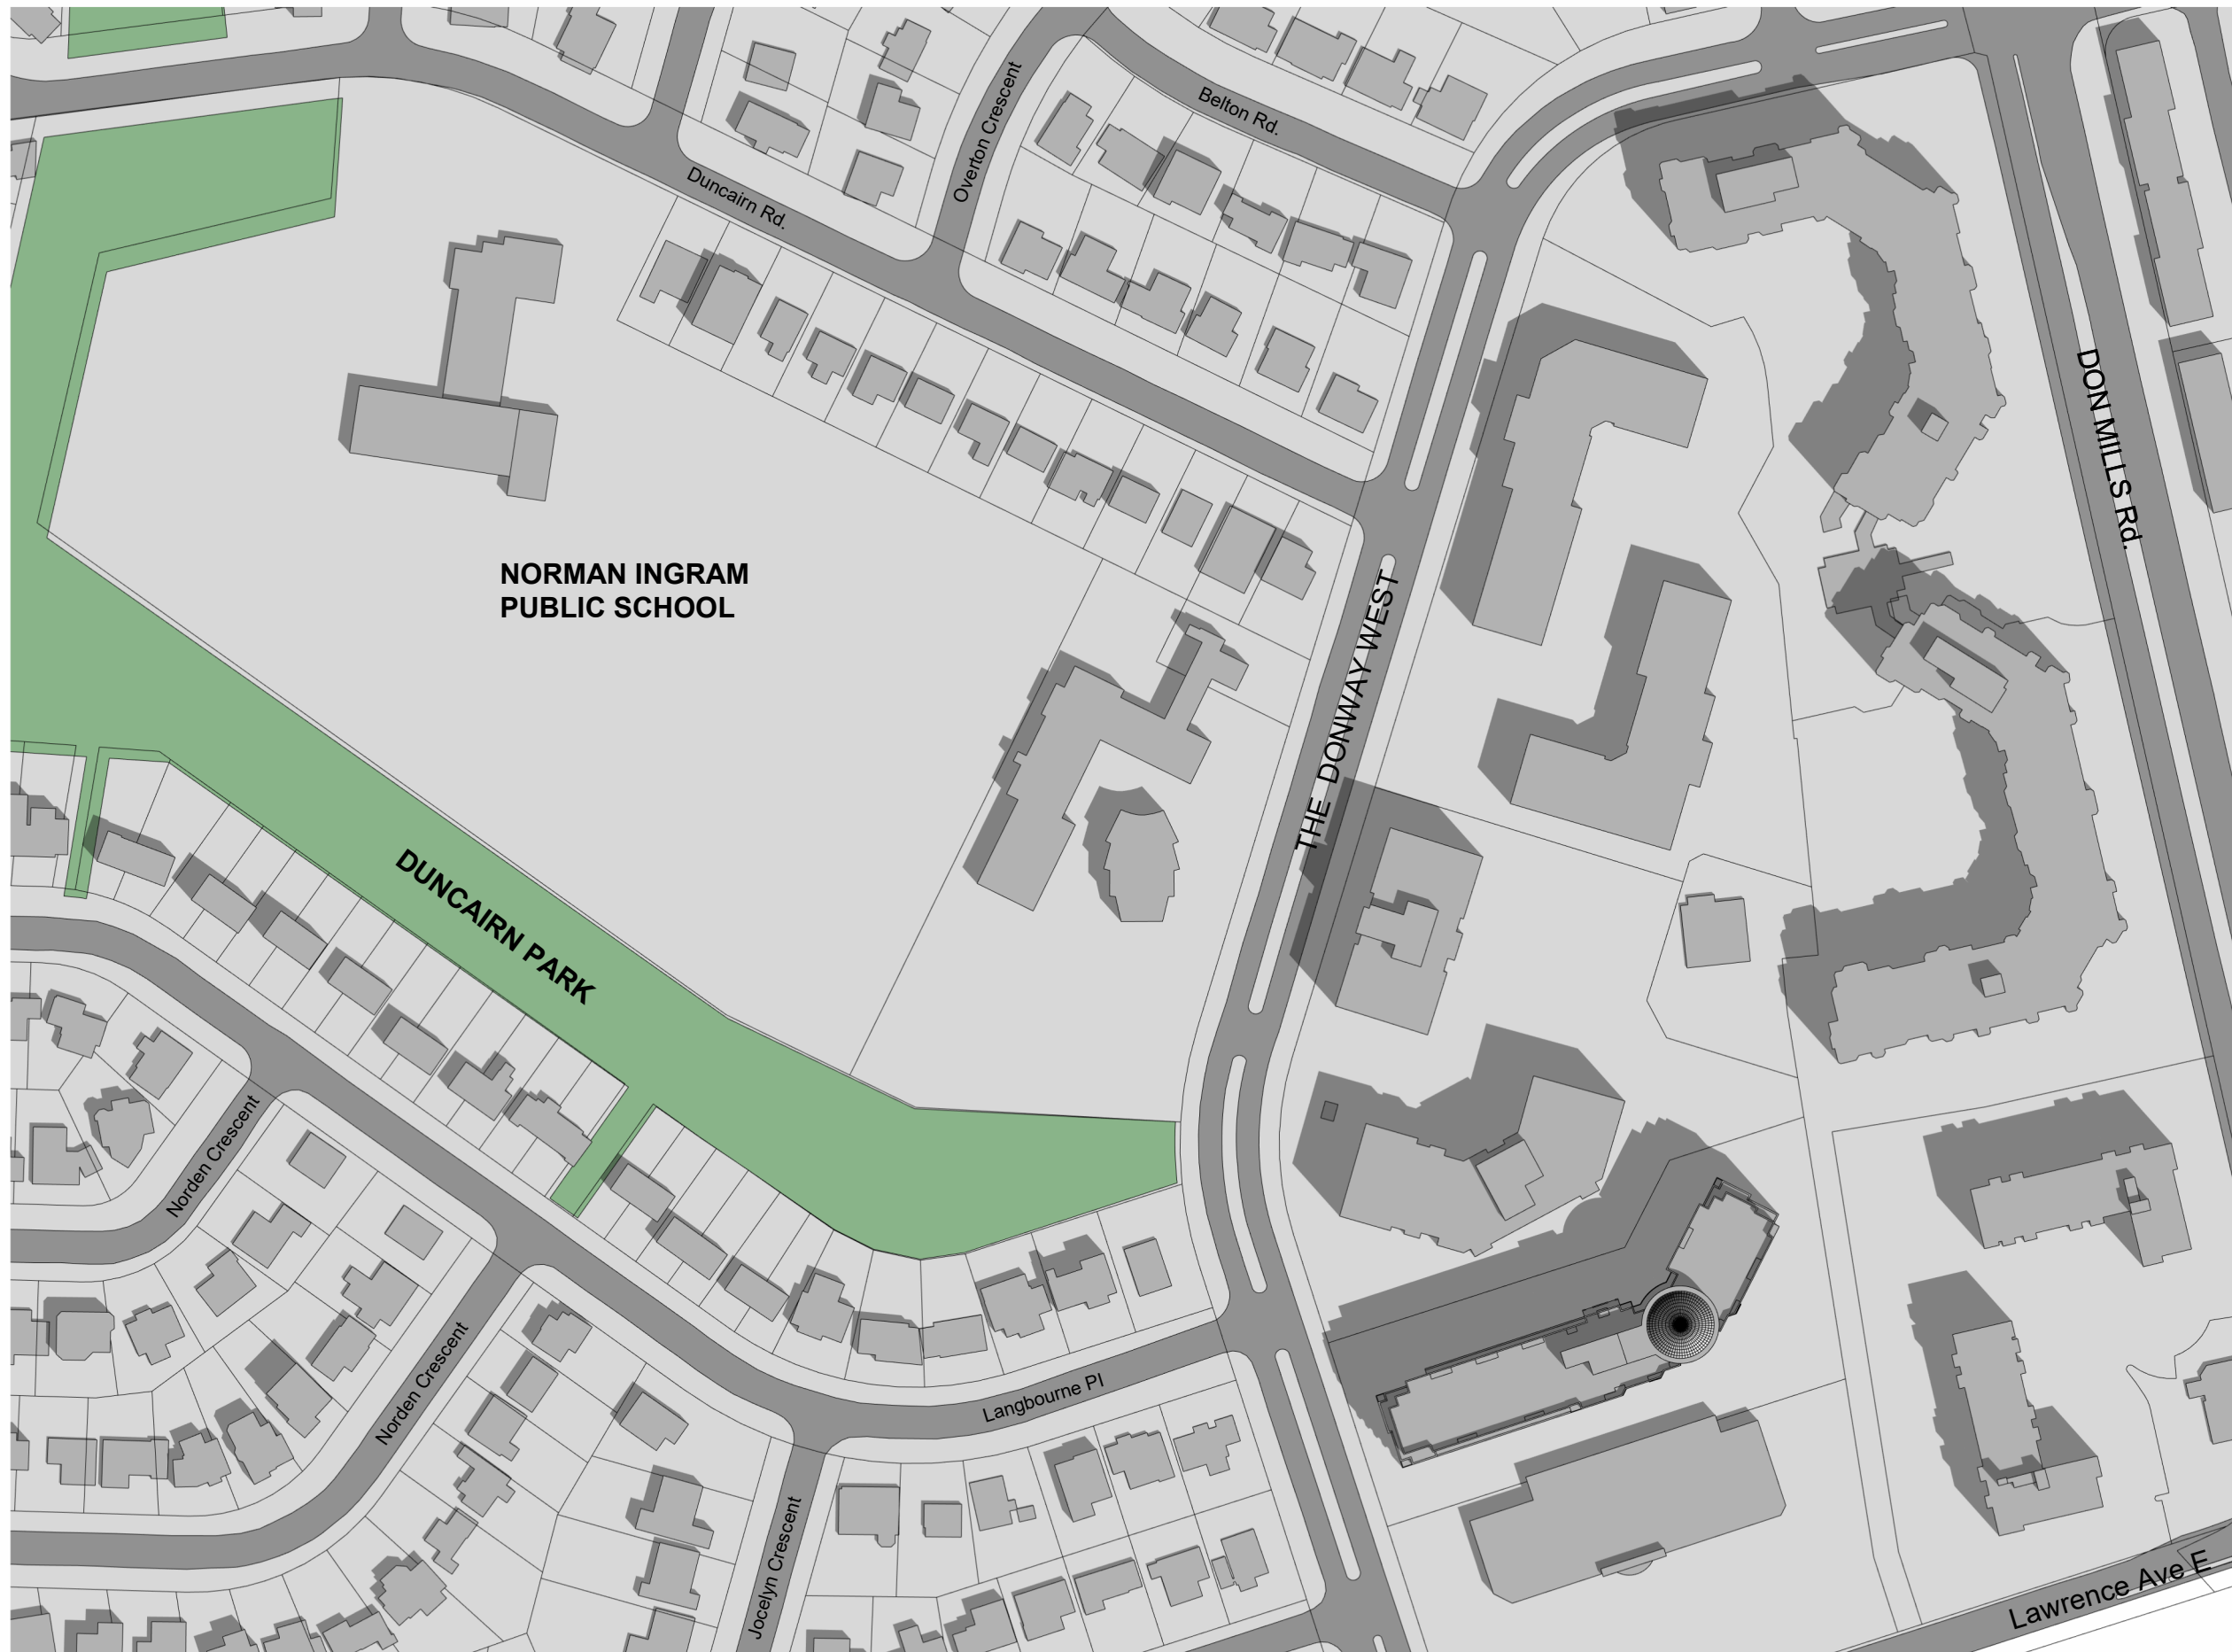 Belton Rd.
Overton Crescent
Duncairn Rd.
DON MILLS Rd.
NORMAN INGRAM
PUBLIC SCHOOL
THE DONWAY WEST
DUNCAIRN PARK
Norden Crescent
Norden Crescent
Langbourne Pl
Jocelyn Crescent
Lawrence Ave E